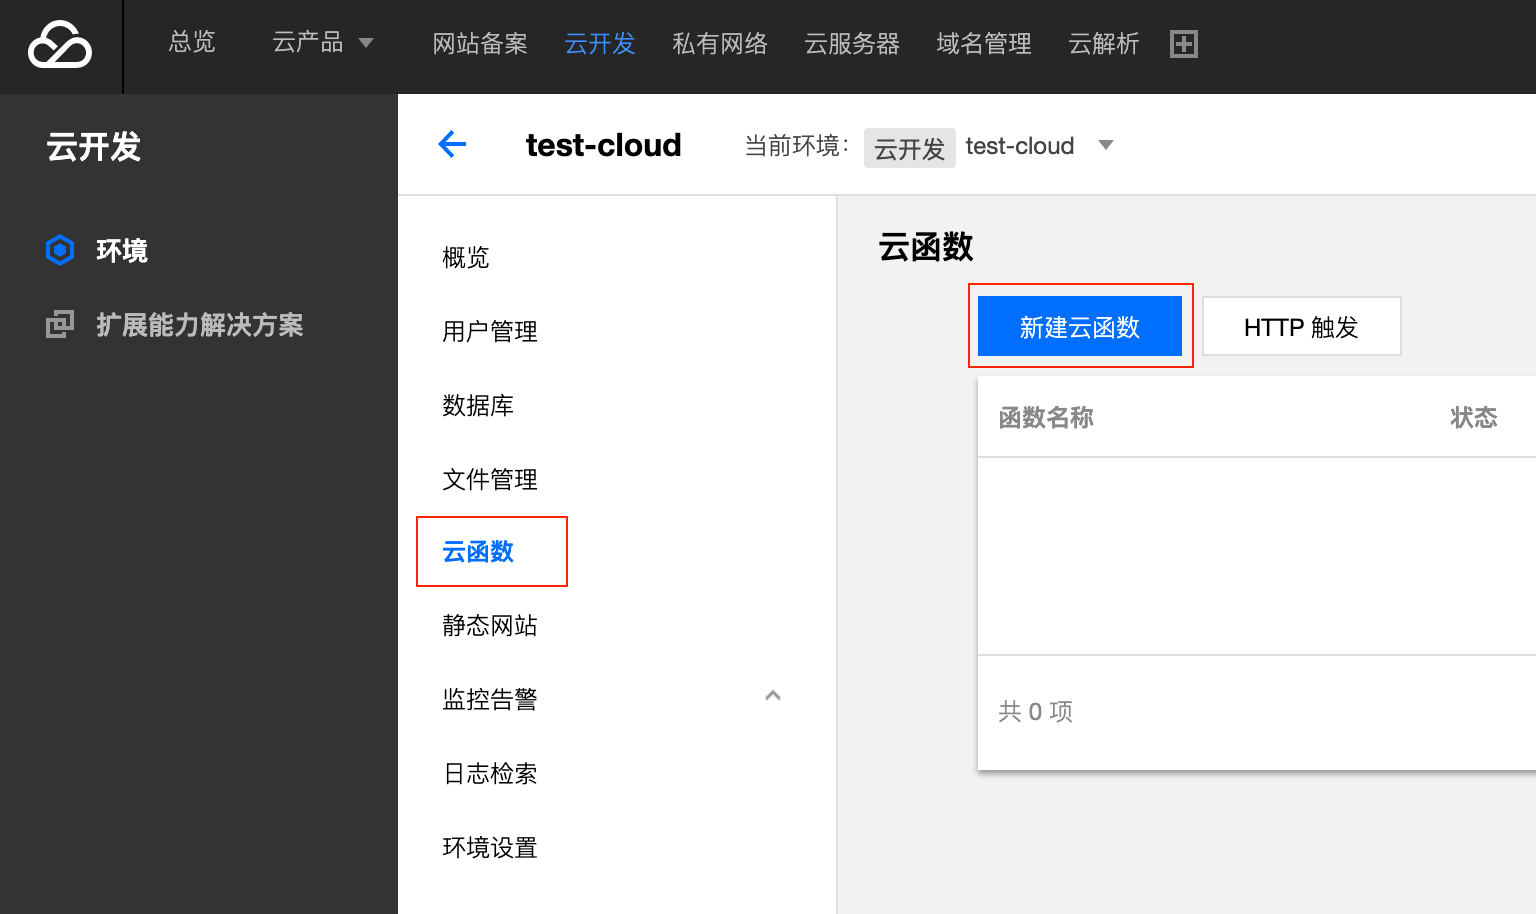 总览
云产品
网站备案
云开发
私有网络
云服务器
域名管理
云解析
云开发
环境
扩展能力解决方案
test-cloud
当前环境：
云开发
test-cloud
概览
用户管理
数据库
文件管理
云函数
静态网站
监控告警
日志检索
环境设置
云函数
新建云函数
HTTP 触发
函数名称
状态
共 0 项